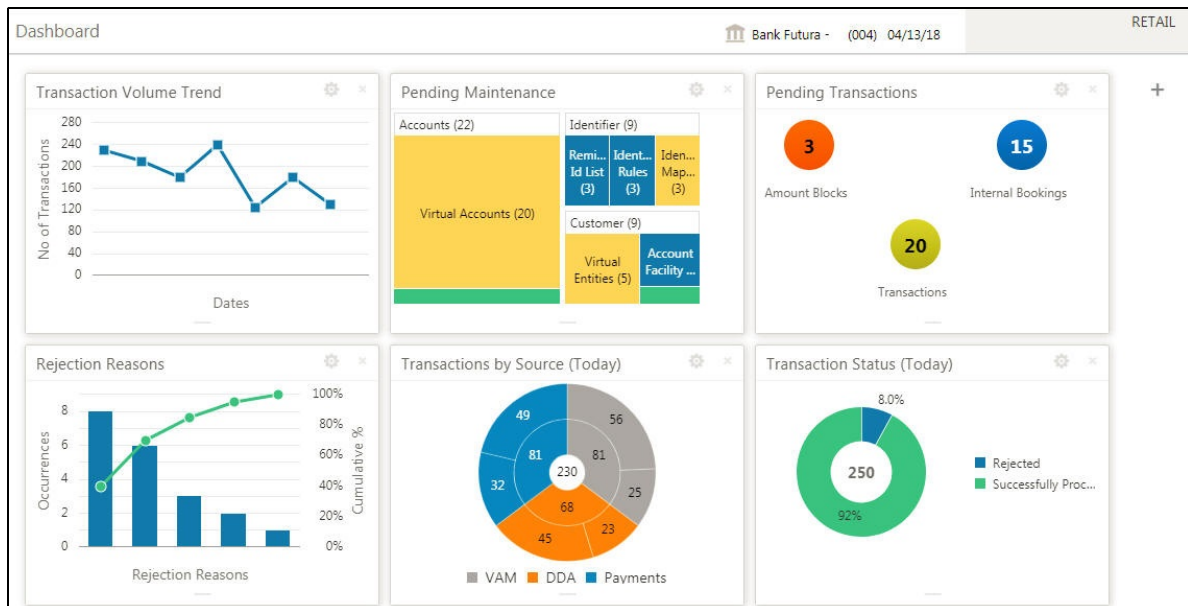 Dashboard
Bank Futura - (004) 04/13/18
RETAIL
Transaction Volume Trend
280
240
200
160
120
80
40
0
No of Transactions
Dates
Pending Maintenance
Accounts (22)
Virtual Accounts (20)
Identifier (9)
Remi... Id List (3)
Ident... Rules (3)
Iden... Map... (3)
Customer (9)
Virtual Entities (5)
Account Facility ...
Pending Transactions
3
Amount Blocks
15
Internal Bookings
20
Transactions
+
Rejection Reasons
8
6
4
2
0
Occurrences
100%
80%
60%
40%
20%
0%
Cumulative %
Rejection Reasons
Transactions by Source (Today)
49
56
81
81
230
32
25
68
45
23
VAM DDA Payments
Transaction Status (Today)
8.0%
250
92%
Rejected
Successfully Proc...